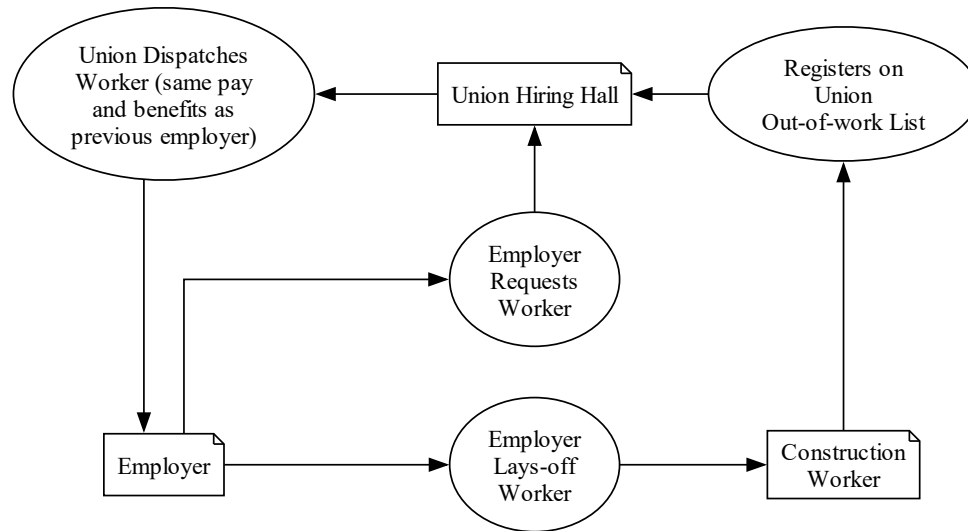 Union Dispatches
Worker (same pay
and benefits as
previous employer)
Union Hiring Hall
Registers on
Union
Out-of-work List
Employer
Requests
Worker
Employer
Employer
Lays-off
Worker
Construction
Worker